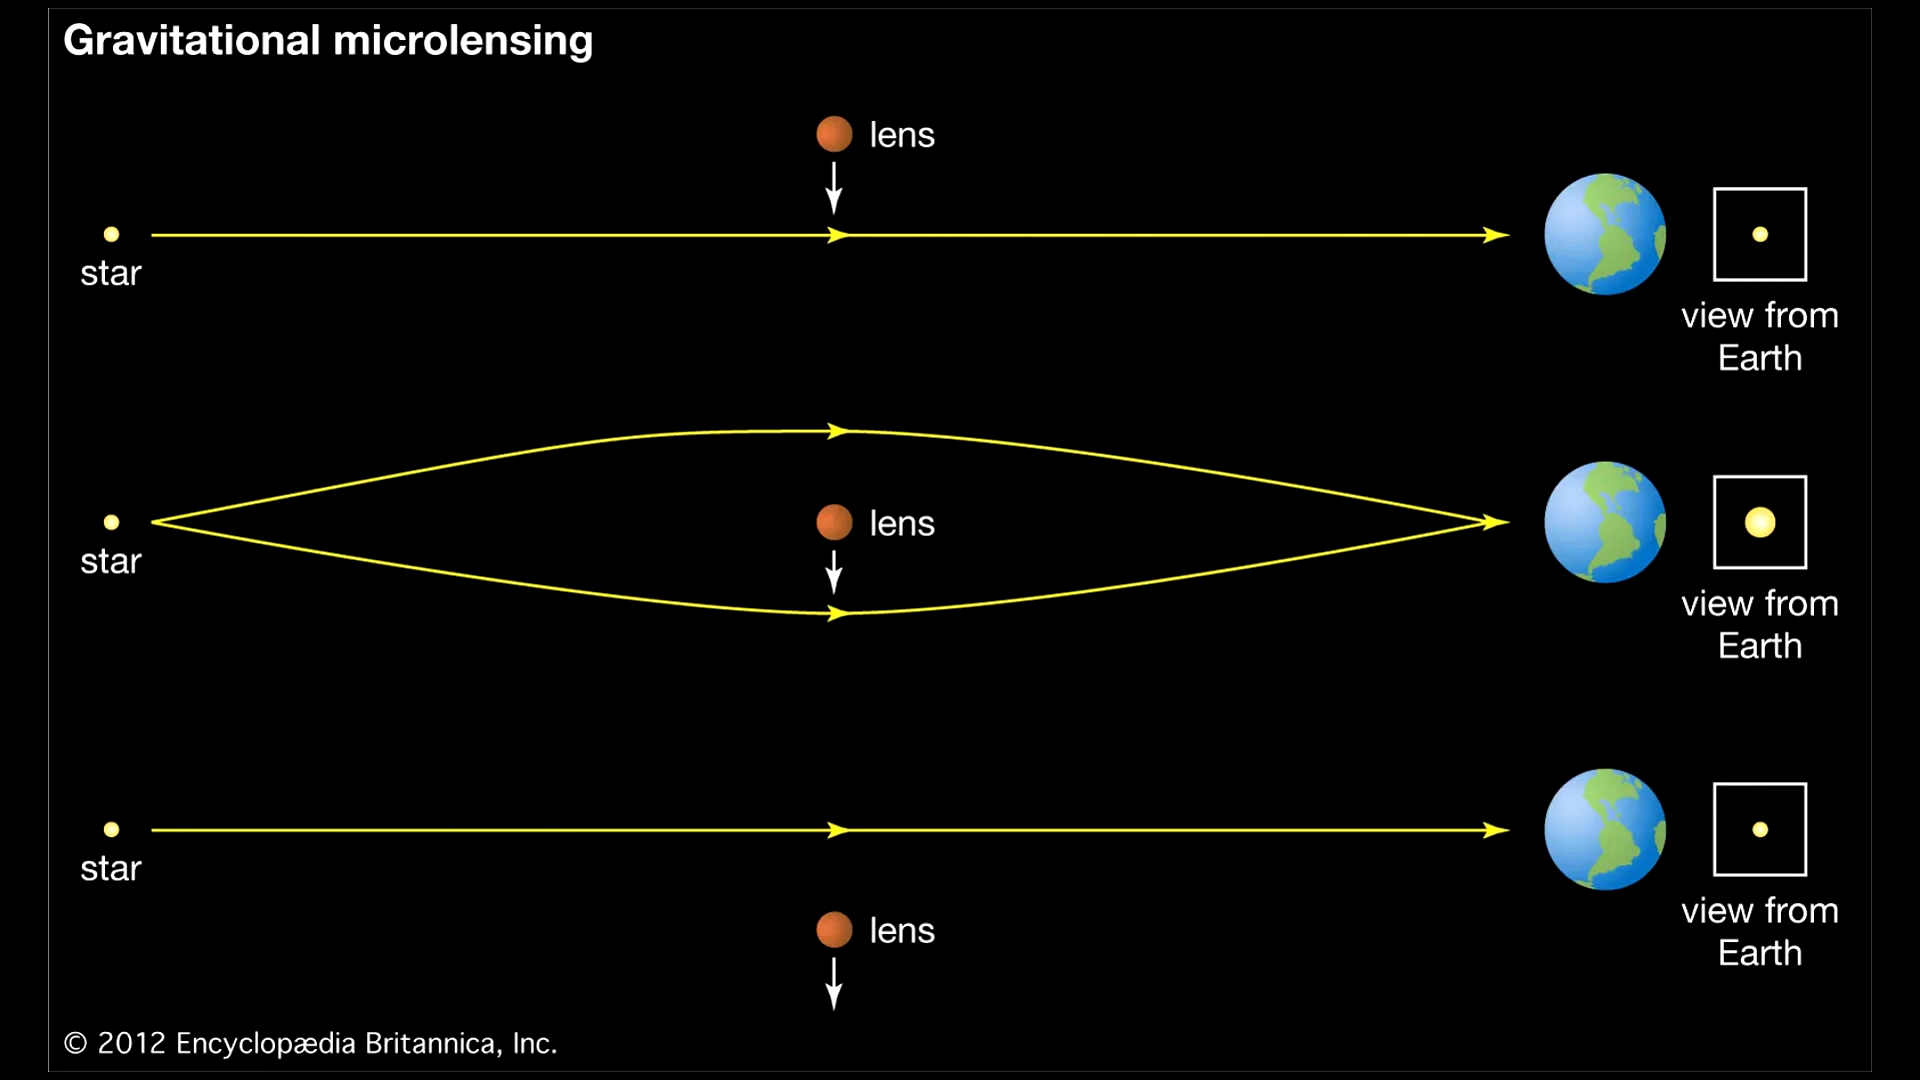 Gravitational microlensing
lens
star
view from
Earth
lens
star
view from
Earth
star
lens
view from
Earth
© 2012 Encyclopædia Britannica, Inc.